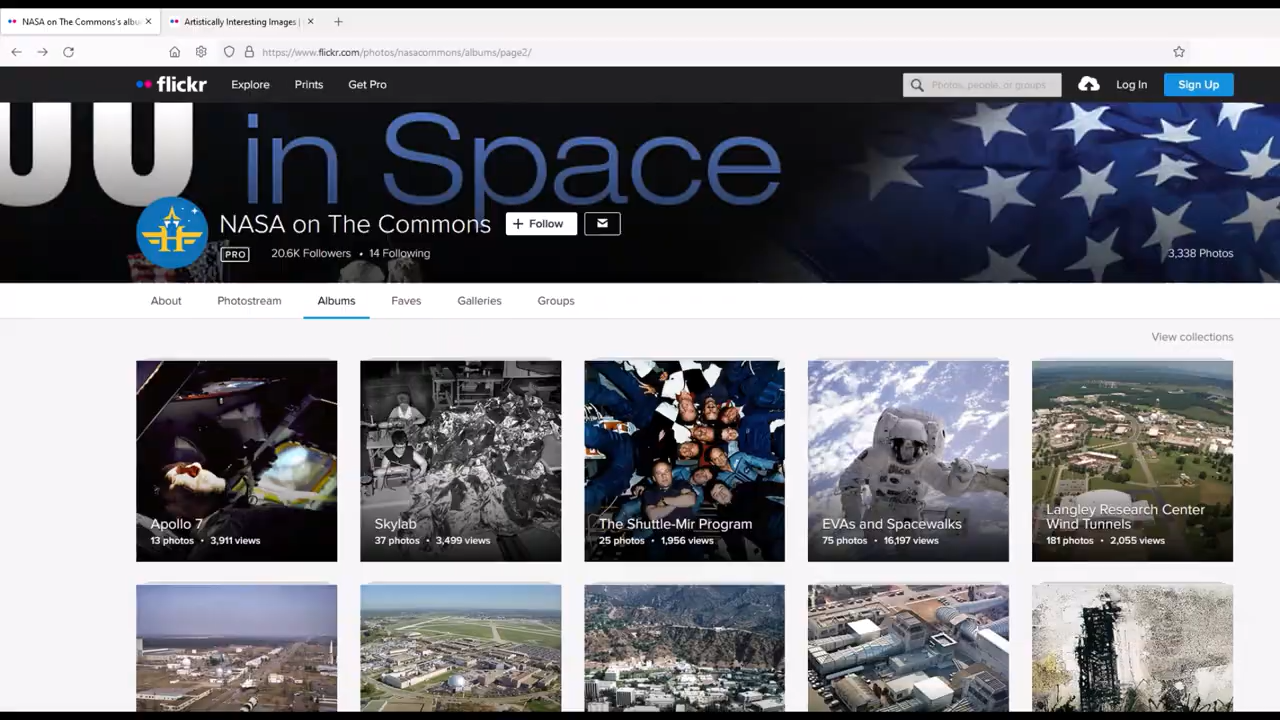 NASA on The Commons's albu
Artistically Interesting Images |
https://www.flickr.com/photos/nasacommons/albums/page2/
flickr
Explore
Prints
Get Pro
Photos, people, or groups
Log In
Sign Up
in Space
NASA on The Commons
+ Follow
PRO
20.6K Followers • 14 Following
3,338 Photos
About
Photostream
Albums
Faves
Galleries
Groups
View collections
Apollo 7
13 photos • 3,911 views
Skylab
37 photos • 3,499 views
The Shuttle-Mir Program
25 photos • 1,956 views
EVAs and Spacewalks
75 photos • 16,197 views
Langley Research Center
Wind Tunnels
181 photos • 2,055 views